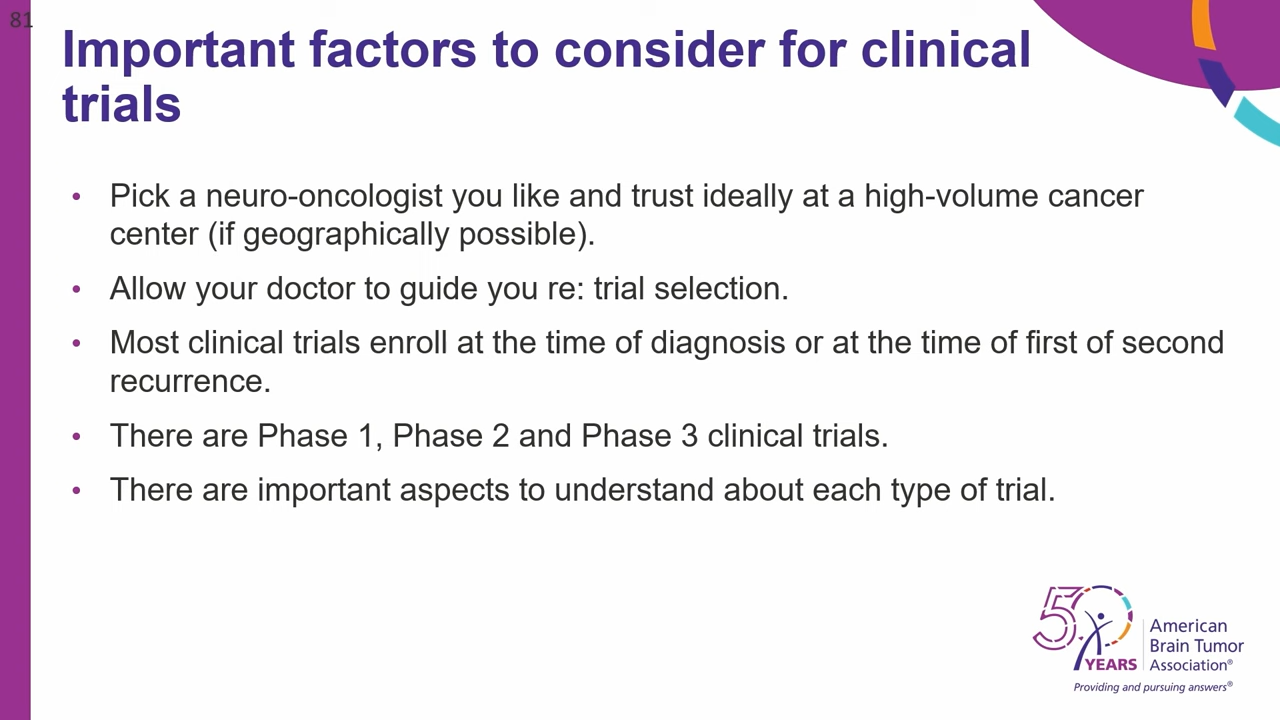 81
Important factors to consider for clinical
trials
• Pick a neuro-oncologist you like and trust ideally at a high-volume cancer
center (if geographically possible).
• Allow your doctor to guide you re: trial selection.
• Most clinical trials enroll at the time of diagnosis or at the time of first of second
recurrence.
• There are Phase 1, Phase 2 and Phase 3 clinical trials.
• There are important aspects to understand about each type of trial.
50
YEARS
American
Brain Tumor
Association®
Providing and pursuing answers®